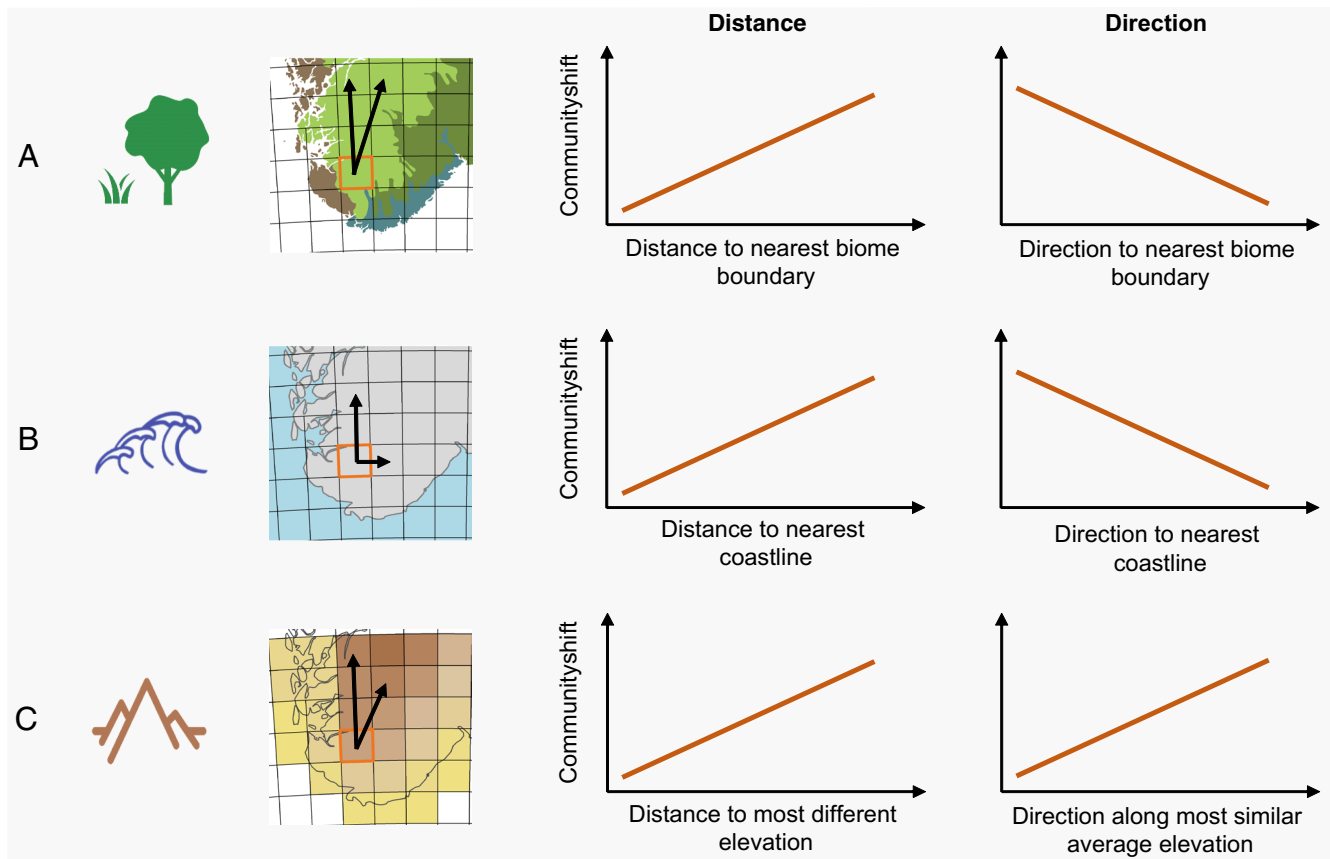 Distance
Direction
A
Communityshift
Distance to nearest biome
boundary
Direction to nearest biome
boundary
B
Communityshift
Distance to nearest
coastline
Direction to nearest
coastline
C
Communityshift
Distance to most different
elevation
Direction along most similar
average elevation